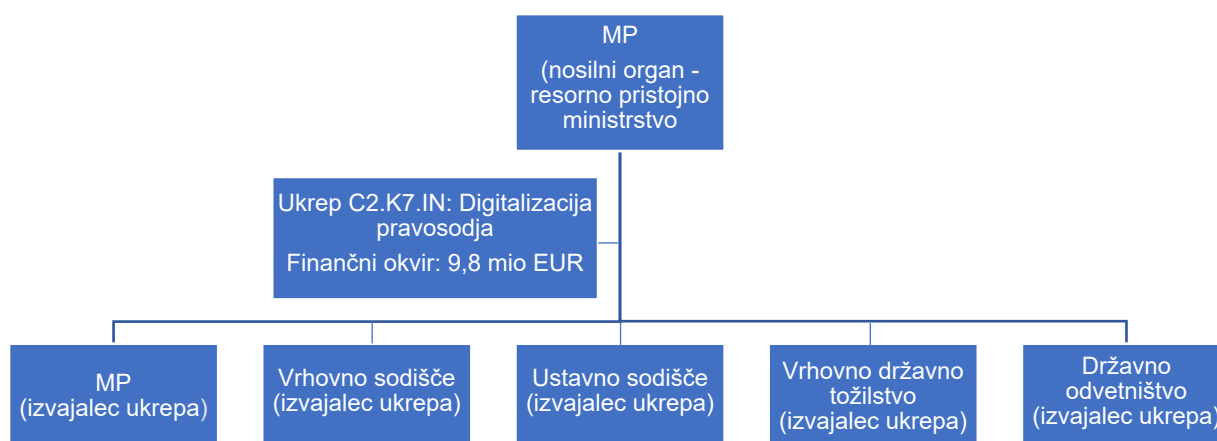 MP
(nosilni organ -
resorno pristojno
ministrstvo
Ukrep C2.K7.IN: Digitalizacija
pravosodja
Finančni okvir: 9,8 mio EUR
MP
(izvajalec ukrepa)
Vrhovno sodišče
(izvajalec ukrepa)
Ustavno sodišče
(izvajalec ukrepa)
Vrhovno državno
tožilstvo
(izvajalec ukrepa)
Državno
odvetništvo
(izvajalec ukrepa)